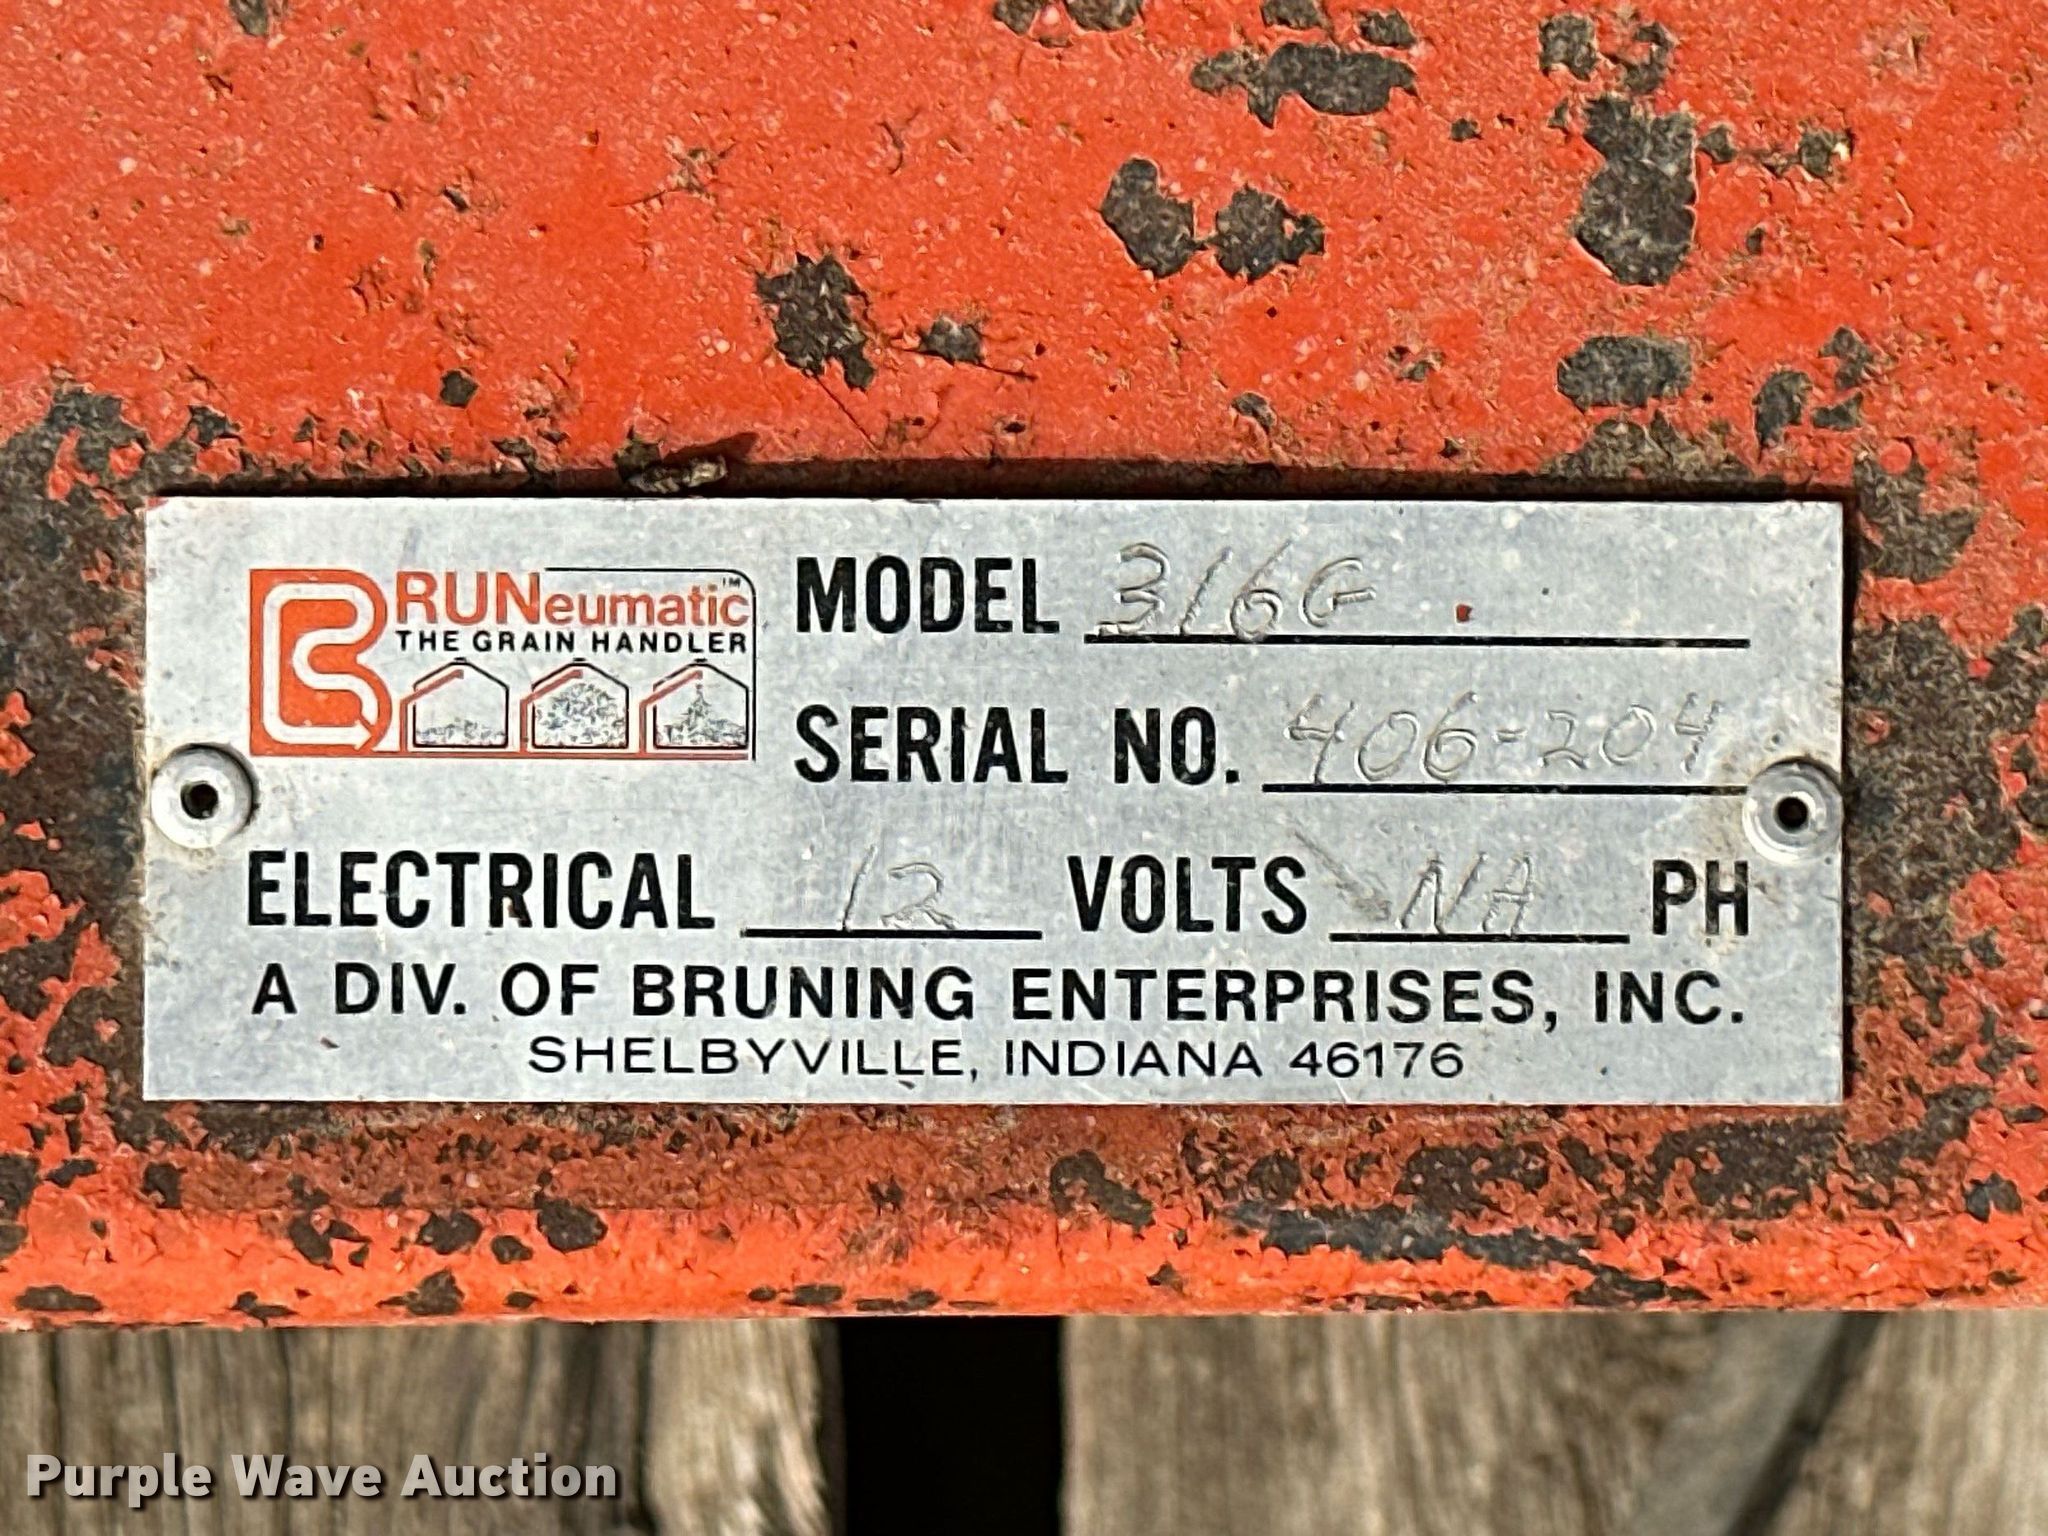 BRUNeumatic™
THE GRAIN HANDLER
MODEL 316G
SERIAL NO. 406-204
ELECTRICAL 12 VOLTS NA PH
A DIV. OF BRUNING ENTERPRISES, INC.
SHELBYVILLE, INDIANA 46176
Purple Wave Auction